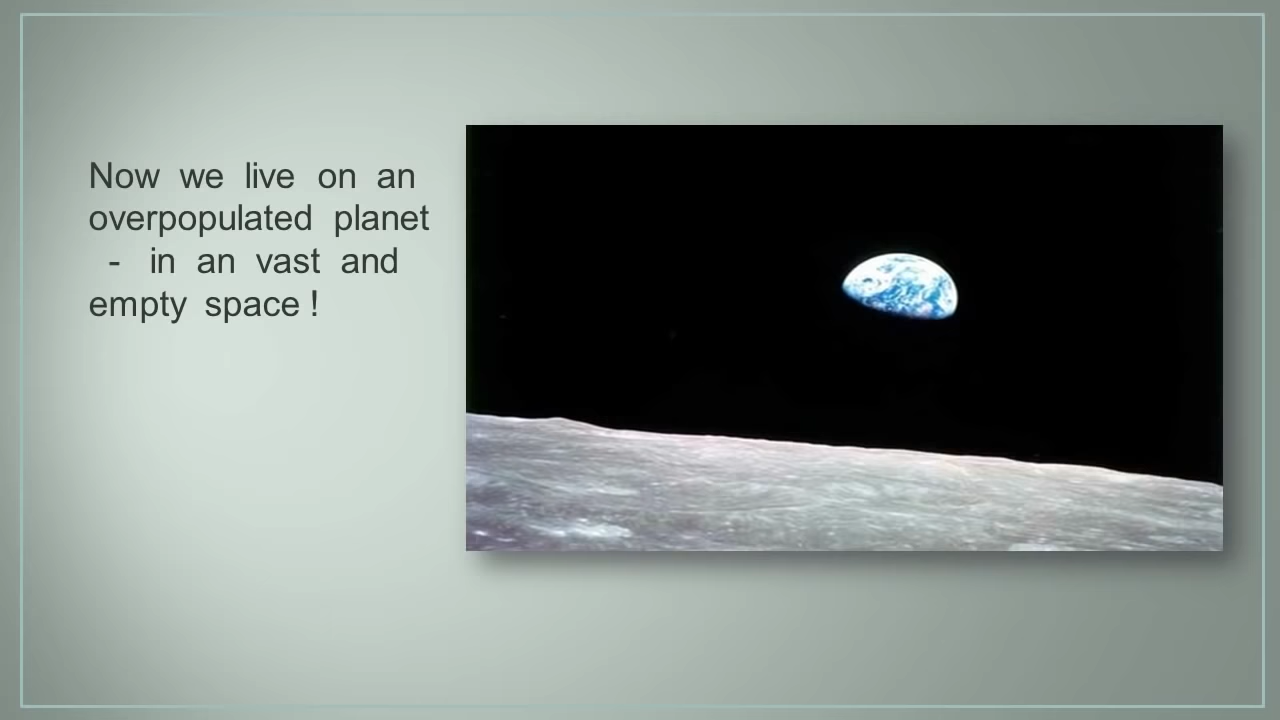 Now we live on an
overpopulated planet
- in an vast and
empty space !